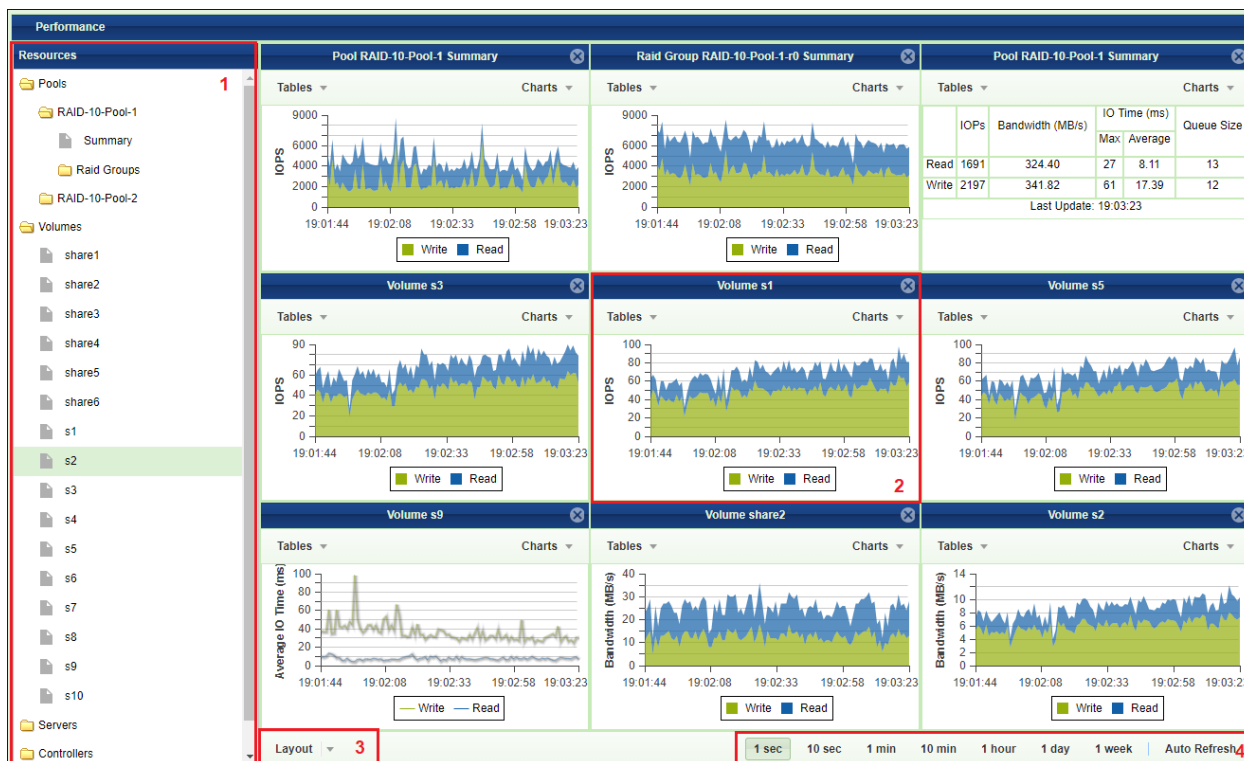 Performance
Resources
1
Pools
RAID-10-Pool-1
Summary
Raid Groups
RAID-10-Pool-2
Volumes
share1
share2
share3
share4
share5
share6
s1
s2
s3
s4
s5
s6
s7
s8
s9
s10
Servers
Controllers
Pool RAID-10-Pool-1 Summary
Tables Charts
IOPS
9000
6000
4000
2000
0
19:01:44 19:02:08 19:02:33 19:02:58 19:03:23
Write Read
Raid Group RAID-10-Pool-1-r0 Summary
Tables Charts
IOPS
9000
6000
4000
2000
0
19:01:44 19:02:08 19:02:33 19:02:58 19:03:23
Write Read
Pool RAID-10-Pool-1 Summary
Tables Charts
IOPs Bandwidth (MB/s) IO Time (ms) Queue Size
Max Average
Read 1691 324.40 27 8.11 13
Write 2197 341.82 61 17.39 12
Last Update: 19:03:23
Volume s3
Tables Charts
IOPS
90
60
40
20
0
19:01:44 19:02:08 19:02:33 19:02:58 19:03:23
Write Read
Volume s1
Tables Charts
IOPS
100
80
60
40
20
0
19:01:44 19:02:08 19:02:33 19:02:58 19:03:23
Write Read
2
Volume s5
Tables Charts
IOPS
100
80
60
40
20
0
19:01:44 19:02:08 19:02:33 19:02:58 19:03:23
Write Read
Volume s9
Tables Charts
Average IO Time (ms)
100
80
60
40
20
0
19:01:44 19:02:08 19:02:33 19:02:58 19:03:23
Write Read
Volume share2
Tables Charts
Bandwidth (MB/s)
40
30
20
10
0
19:01:44 19:02:08 19:02:33 19:02:58 19:03:23
Write Read
Volume s2
Tables Charts
Bandwidth (MB/s)
14
12
10
8
6
4
2
0
19:01:44 19:02:08 19:02:33 19:02:58 19:03:23
Write Read
Layout 3
1 sec 10 sec 1 min 10 min 1 hour 1 day 1 week Auto Refresh 4